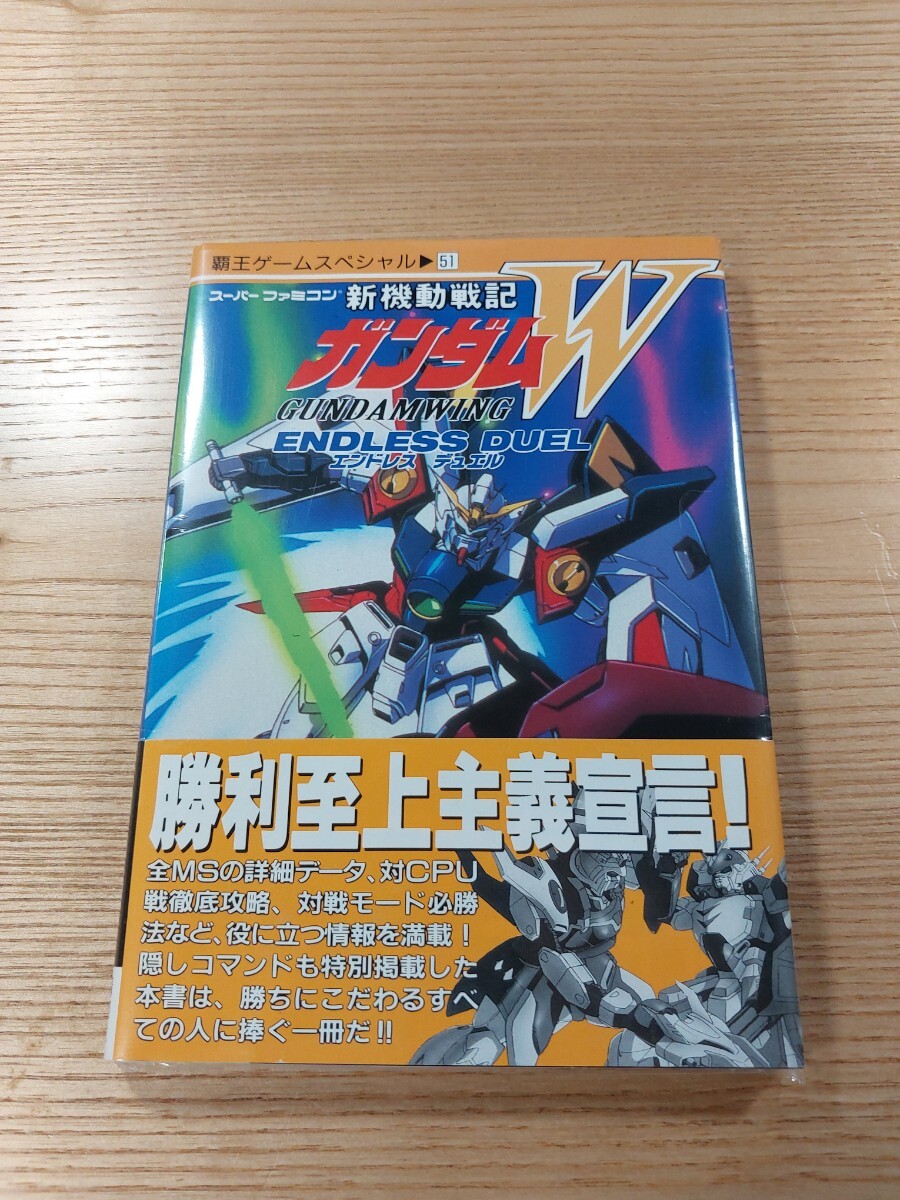 覇王ゲームスペシャル▶51
スーパーファミコン® 新機動戦記
ガンダムW
GUNDAMWING
ENDLESS DUEL
エンドレス デュエル
勝利至上主義宣言!
全MSの詳細データ、対CPU
戦徹底攻略、対戦モード必勝
法など、役に立つ情報を満載!
隠しコマンドも特別掲載した
本書は、勝ちにこだわるすべ
ての人に捧ぐ一冊だ!!